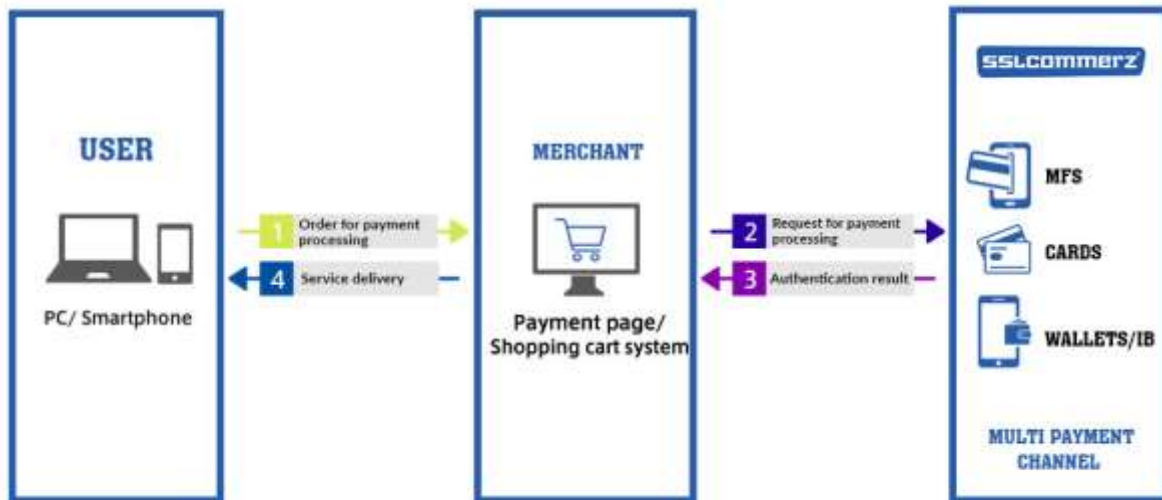 USER
PC/ Smartphone
1
Order for payment
processing
4
Service delivery
MERCHANT
Payment page/
Shopping cart system
2
Request for payment
processing
3
Authentication result
SSLCOMMERZ
MFS
CARDS
WALLETS/IB
MULTI PAYMENT
CHANNEL